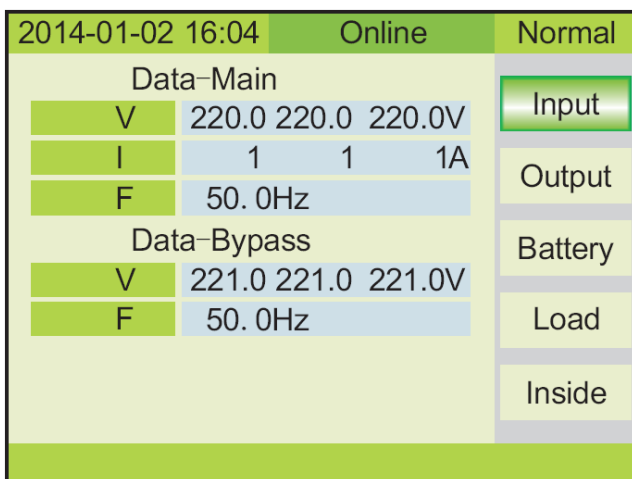 2014-01-02 16:04 Online Normal
Data-Main
V 220.0 220.0 220.0V
I 1 1 1A
F 50. 0Hz
Data-Bypass
V 221.0 221.0 221.0V
F 50. 0Hz
Input
Output
Battery
Load
Inside